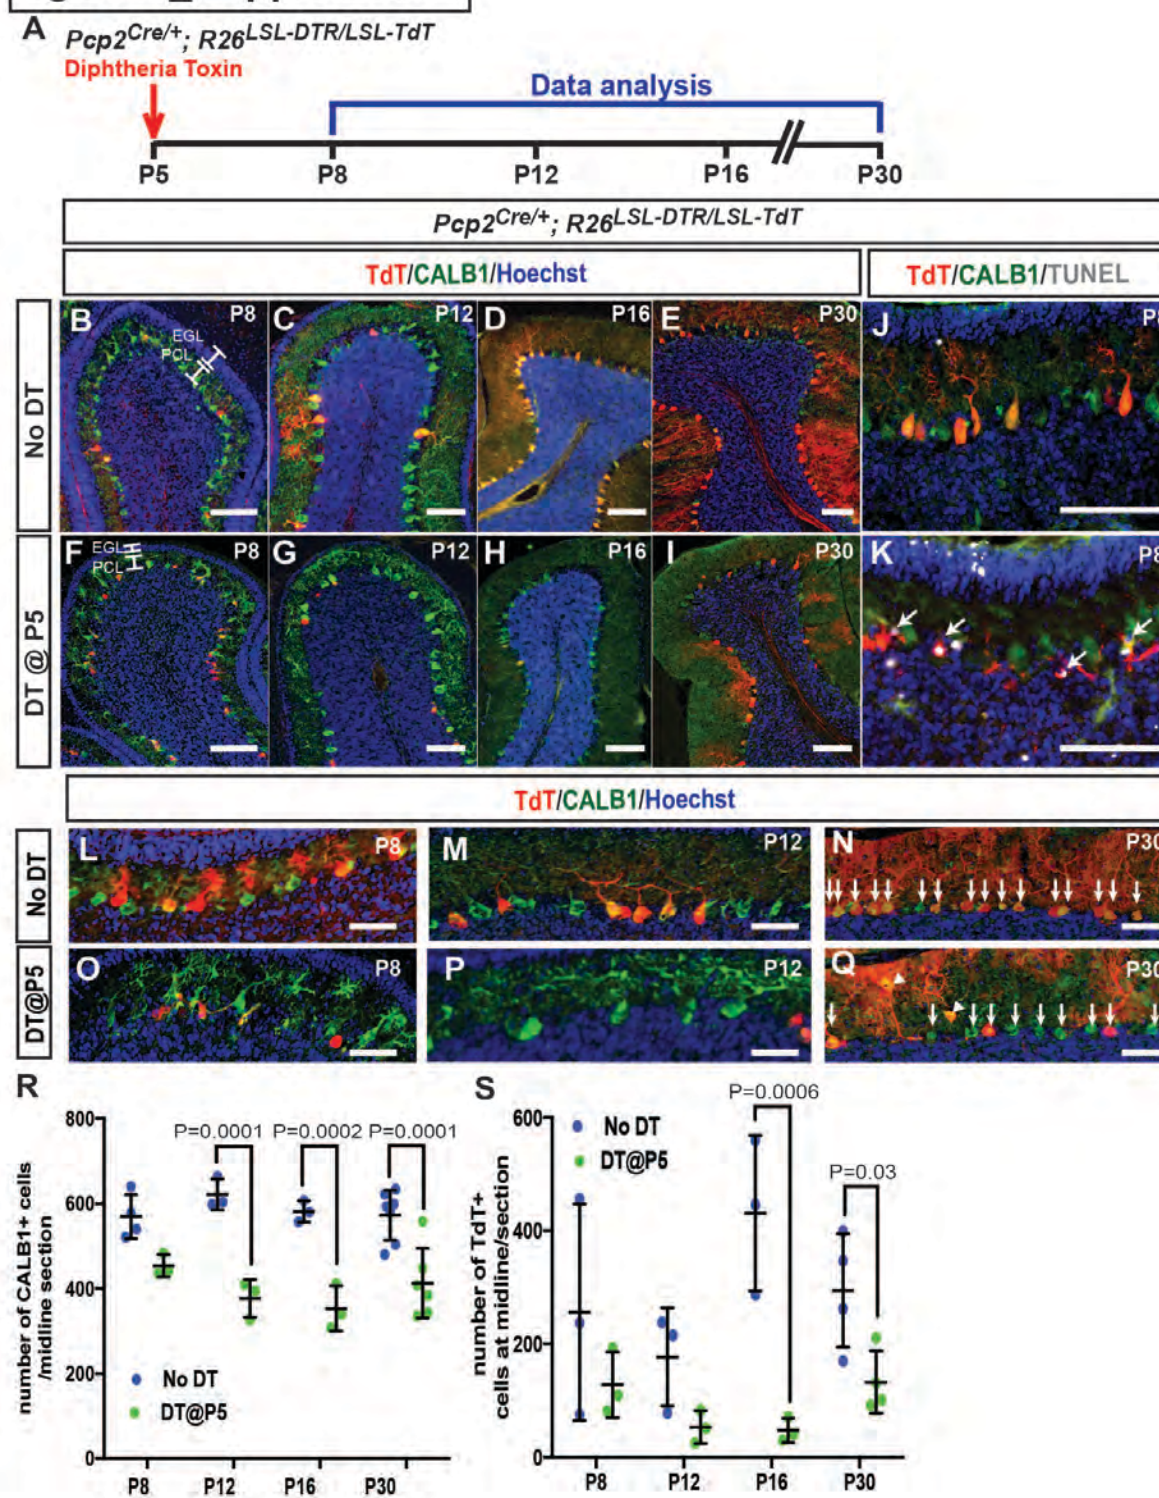 A Pcp2Cre/+; R26LSL-DTR/LSL-TdT
Diphtheria Toxin
Data analysis
P5 P8 P12 P16 P30
Pcp2Cre/+; R26LSL-DTR/LSL-TdT
TdT/CALB1/Hoechst TdT/CALB1/TUNEL
No DT
B P8 EGL PCL C P12 D P16 E P30 J P8
DT @ P5
F EGL PCL P8 G P12 H P16 I P30 K P8
TdT/CALB1/Hoechst
No DT
L P8 M P12 N P30
DT@P5
O P8 P P12 Q P30
R
number of CALB1+ cells
/midline section
800
600
400
200
0
P=0.0001 P=0.0002 P=0.0001
No DT
DT@P5
P8 P12 P16 P30
S
number of TdT+
cells at midline/section
600
400
200
0
No DT
DT@P5
P=0.0006
P=0.03
P8 P12 P16 P30